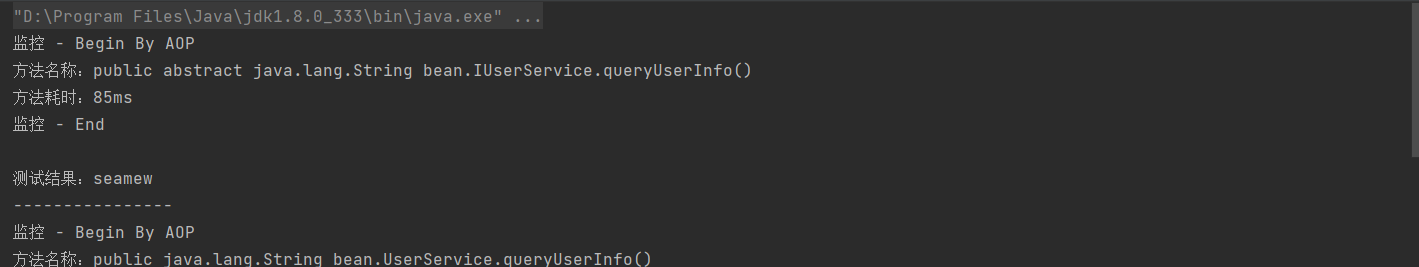 "D:\Program Files\Java\jdk1.8.0_333\bin\java.exe" ...
监控 - Begin By AOP
方法名称：public abstract java.lang.String bean.IUserService.queryUserInfo()
方法耗时：85ms
监控 - End
测试结果：seamew
----------------
监控 - Begin By AOP
方法名称：public java.lang.String bean.UserService.queryUserInfo()